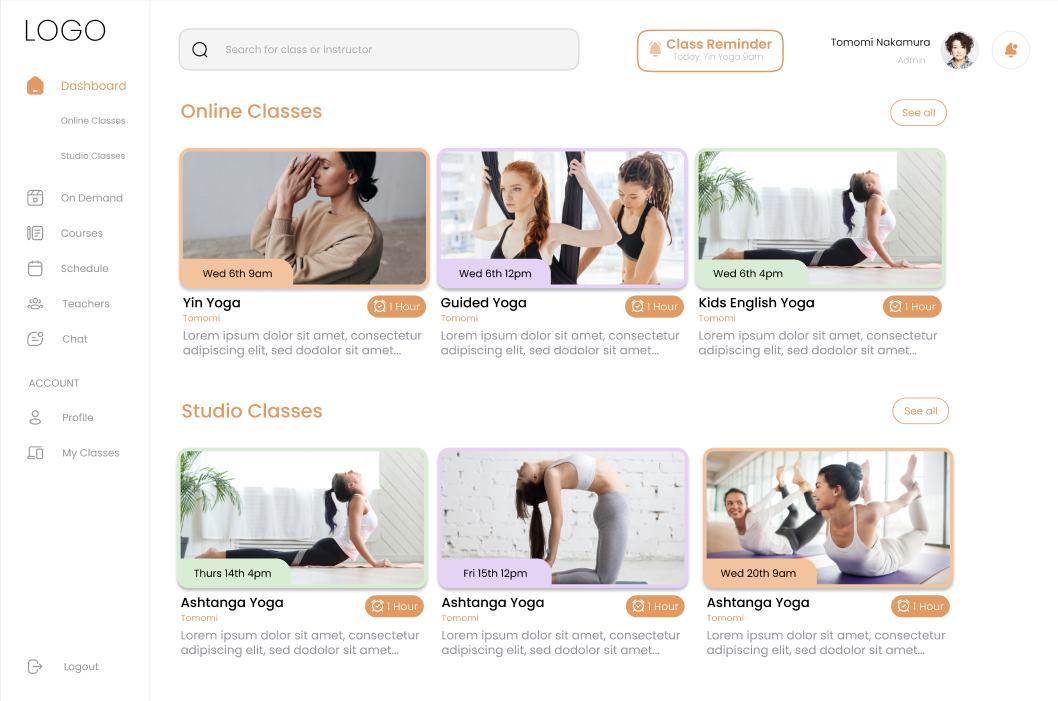 LOGO
Search for class or instructor
Class Reminder
Today: Yin Yoga 9am
Tomomi Nakamura
Admin
Dashboard
Online Classes
Studio Classes
On Demand
Courses
Schedule
Teachers
Chat
ACCOUNT
Profile
My Classes
Logout
Online Classes
See all
Wed 6th 9am
Yin Yoga
1 Hour
Tomomi
Lorem ipsum dolor sit amet, consectetur
adipiscing elit, sed dodolor sit amet...
Wed 6th 12pm
Guided Yoga
1 Hour
Tomomi
Lorem ipsum dolor sit amet, consectetur
adipiscing elit, sed dodolor sit amet...
Wed 6th 4pm
Kids English Yoga
1 Hour
Tomomi
Lorem ipsum dolor sit amet, consectetur
adipiscing elit, sed dodolor sit amet...
Studio Classes
See all
Thurs 14th 4pm
Ashtanga Yoga
1 Hour
Tomomi
Lorem ipsum dolor sit amet, consectetur
adipiscing elit, sed dodolor sit amet...
Fri 15th 12pm
Ashtanga Yoga
1 Hour
Tomomi
Lorem ipsum dolor sit amet, consectetur
adipiscing elit, sed dodolor sit amet...
Wed 20th 9am
Ashtanga Yoga
1 Hour
Tomomi
Lorem ipsum dolor sit amet, consectetur
adipiscing elit, sed dodolor sit amet...